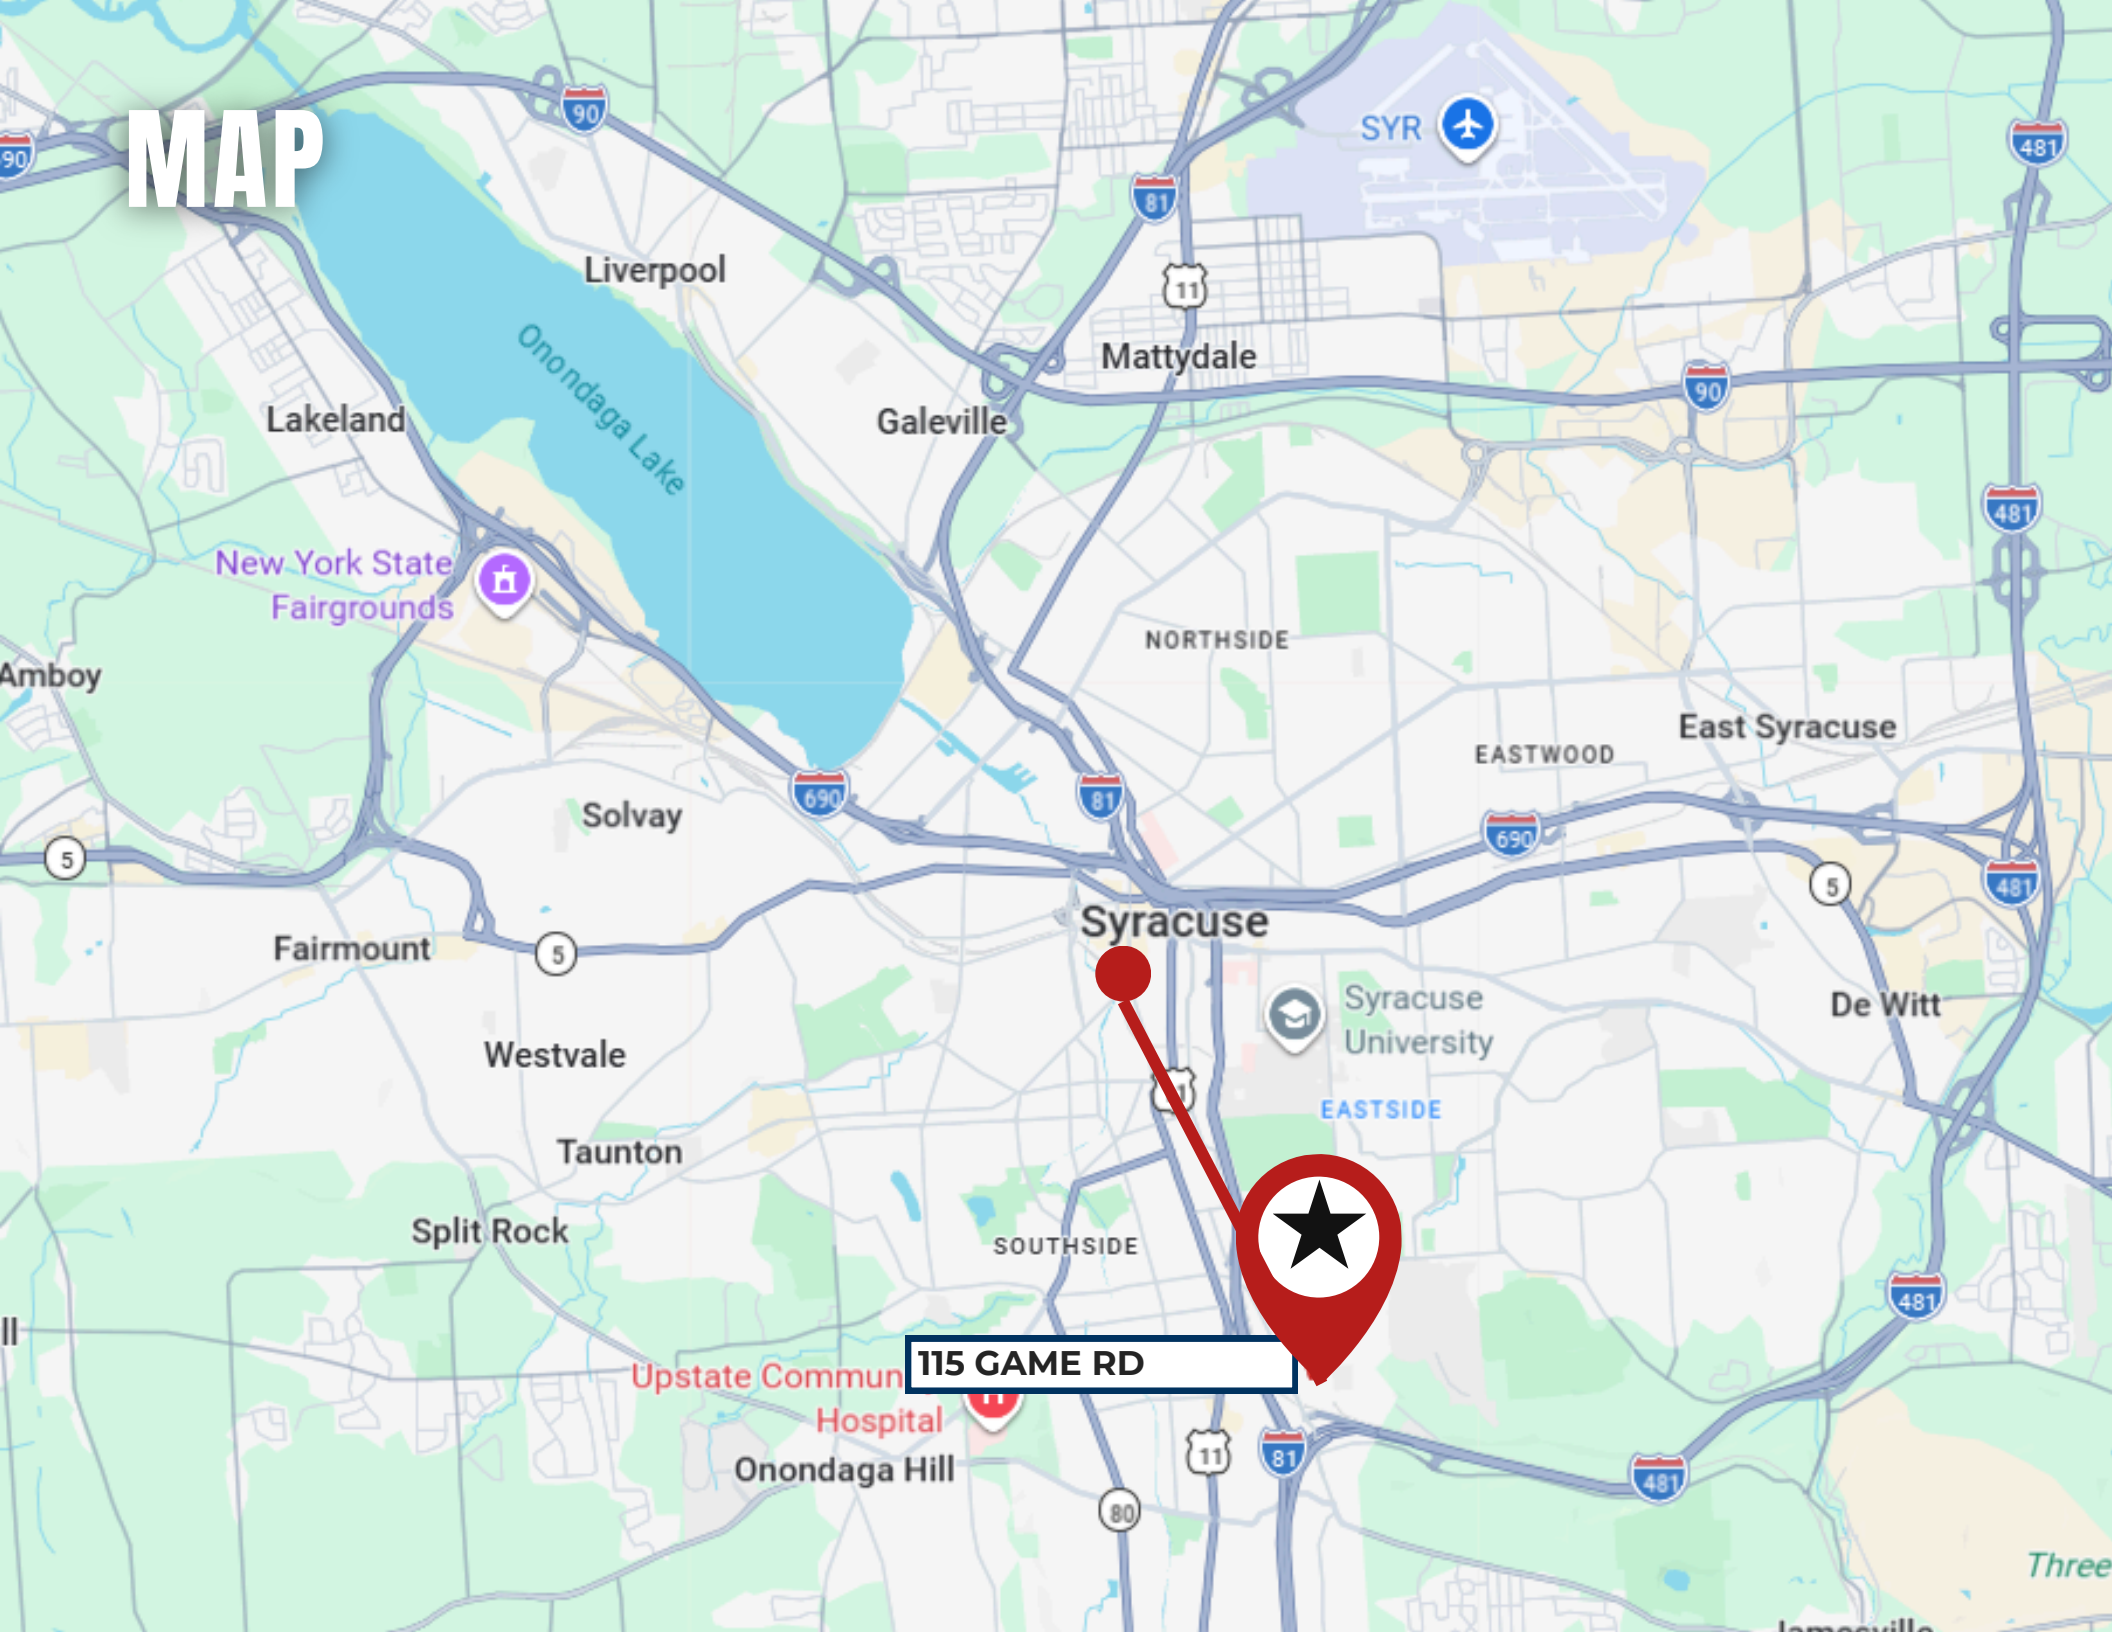 MAP
90
90
SYR
481
81
Liverpool
11
Onondaga Lake
Mattydale
90
Lakeland
Galeville
481
New York State
Fairgrounds
NORTHSIDE
Amboy
East Syracuse
EASTWOOD
690
81
Solvay
690
5
5
481
Syracuse
Fairmount
5
Syracuse
University
De Witt
Westvale
EASTSIDE
Taunton
Split Rock
SOUTHSIDE
481
ll
115 GAME RD
Upstate Commun
Hospital
11
81
Onondaga Hill
481
80
Three